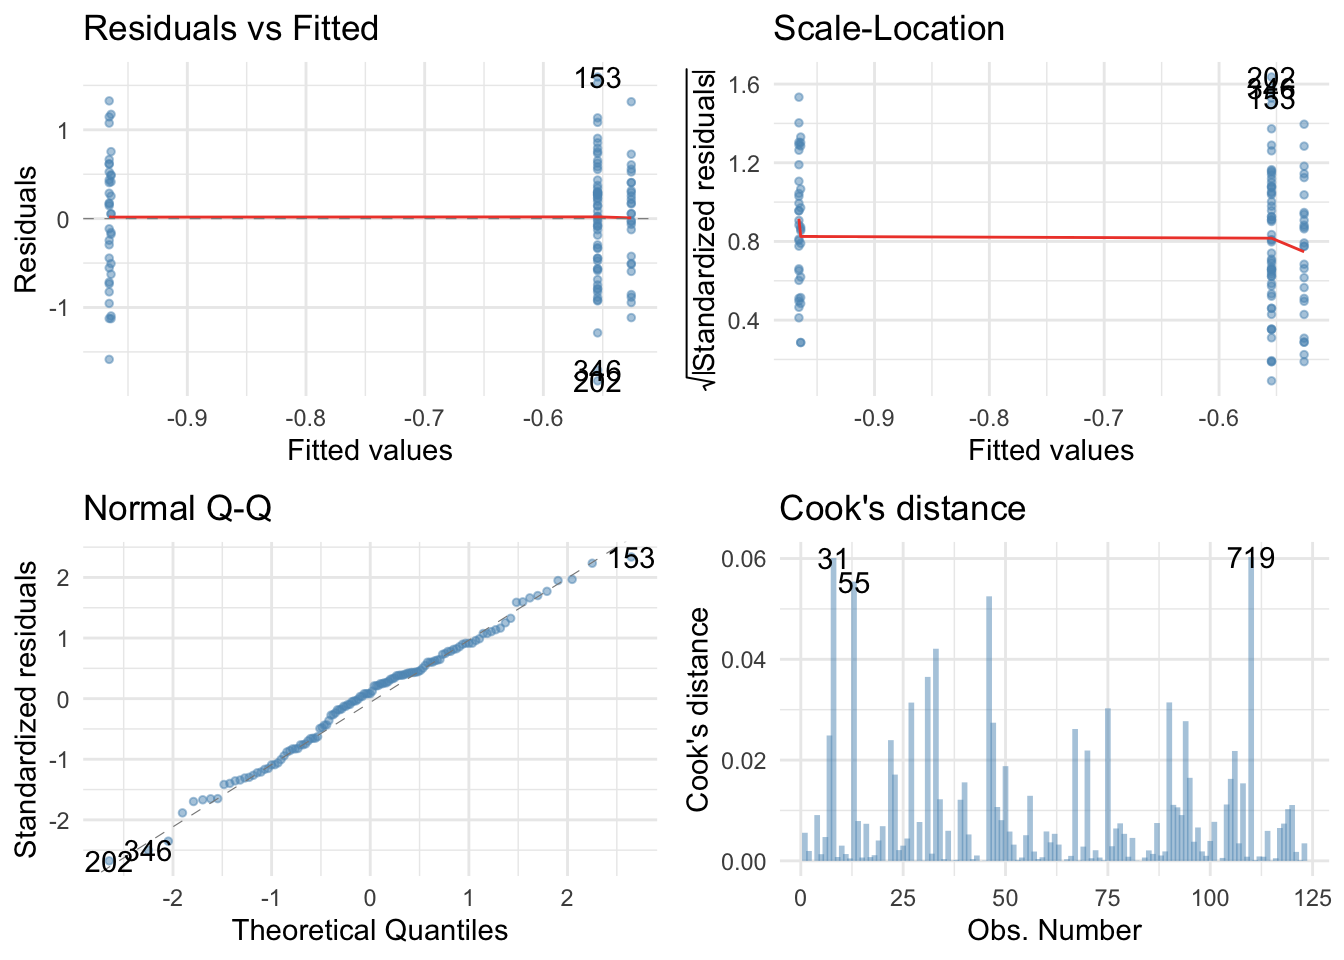 Residuals vs Fitted
153
1
0
-1
346
202
Residuals
-0.9 -0.8 -0.7 -0.6
Fitted values
Scale-Location
202
346
153
1.6
1.2
0.8
0.4
√|Standardized residuals|
-0.9 -0.8 -0.7 -0.6
Fitted values
Normal Q-Q
153
2
1
0
-1
-2
346
202
Standardized residuals
-2 -1 0 1 2
Theoretical Quantiles
Cook's distance
31
719
55
0.06
0.04
0.02
0.00
Cook's distance
0 25 50 75 100 125
Obs. Number